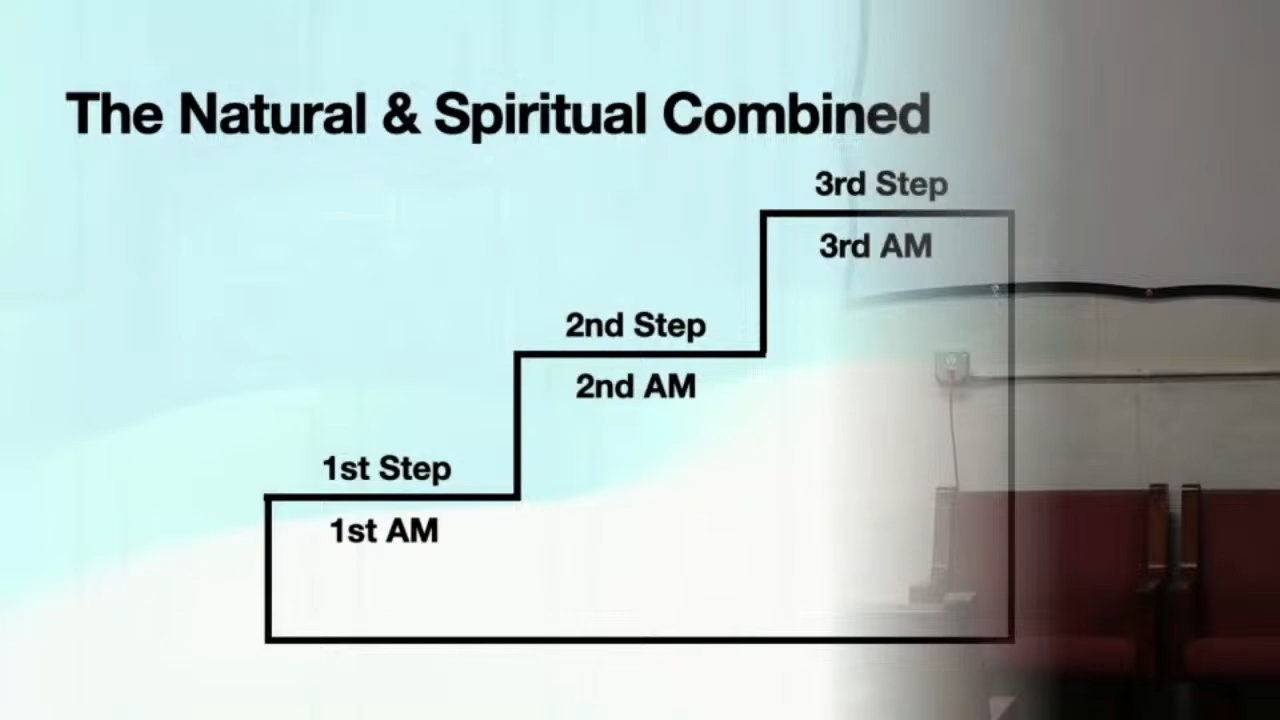 The Natural & Spiritual Combined
3rd Step
3rd AM
2nd Step
2nd AM
1st Step
1st AM